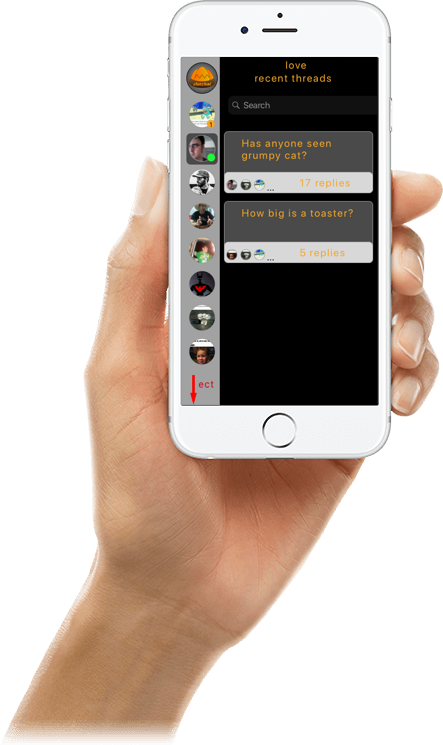 love
recent threads
Search
1
Has anyone seen
grumpy cat?
... 17 replies
How big is a toaster?
... 5 replies
ect